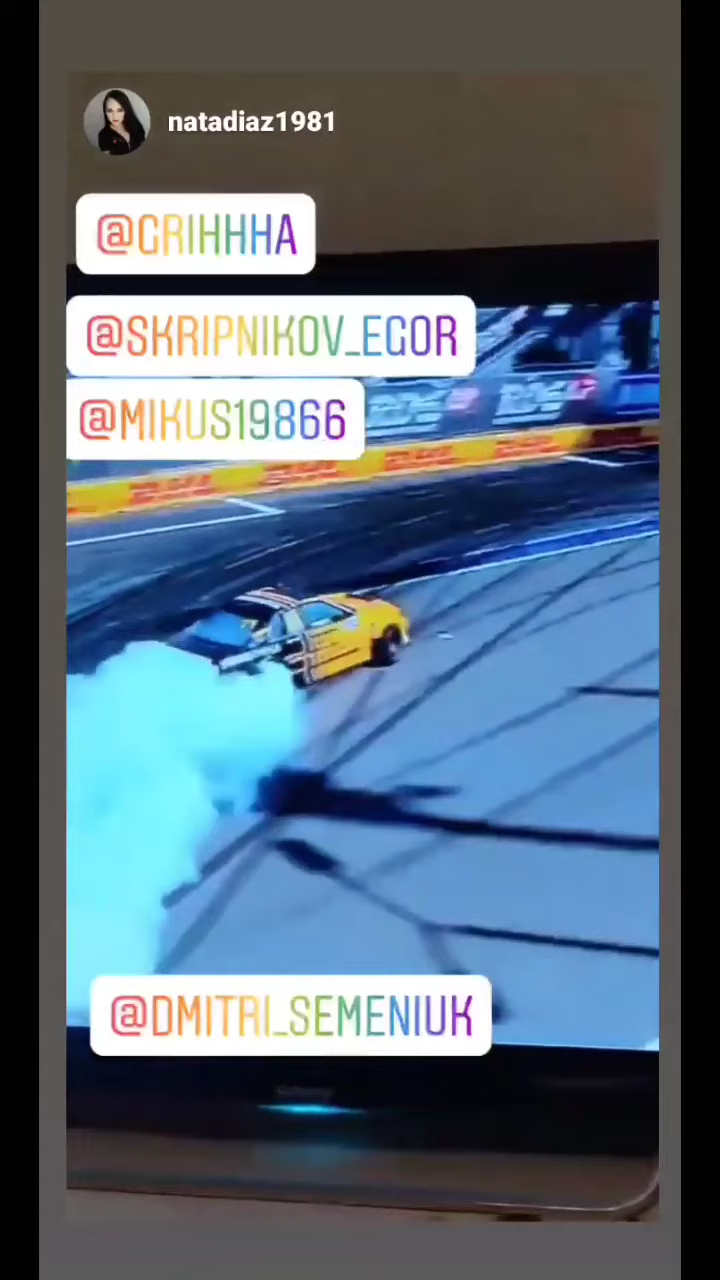 natadiaz1981
@GRIHHHA
@SKRIPNIKOV_EGOR
@MIKUS19866
@DMITRI_SEMENIUK